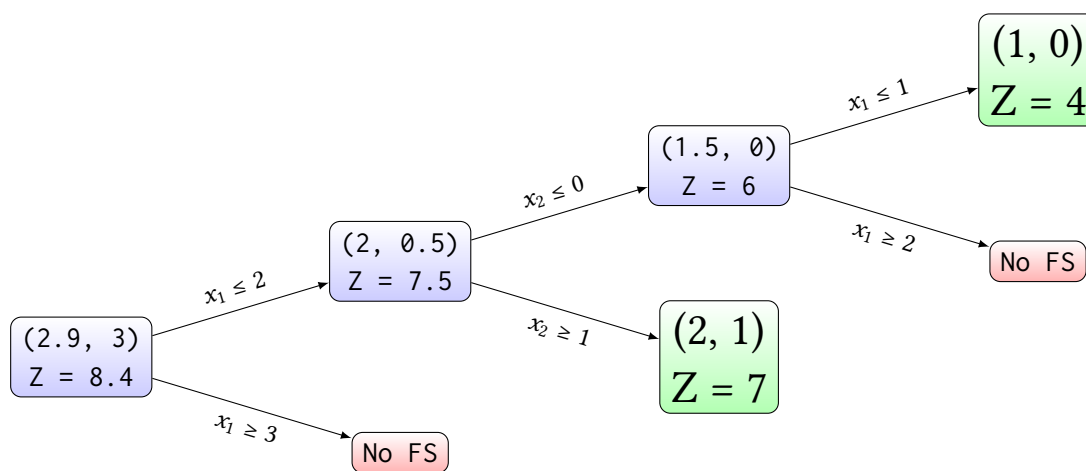 (1, 0)
Z = 4
x₁ ≤ 1
(1.5, 0)
Z = 6
x₂ ≤ 0
x₁ ≥ 2
(2, 0.5)
Z = 7.5
No FS
x₁ ≤ 2
x₂ ≥ 1
(2, 1)
Z = 7
(2.9, 3)
Z = 8.4
x₁ ≥ 3
No FS